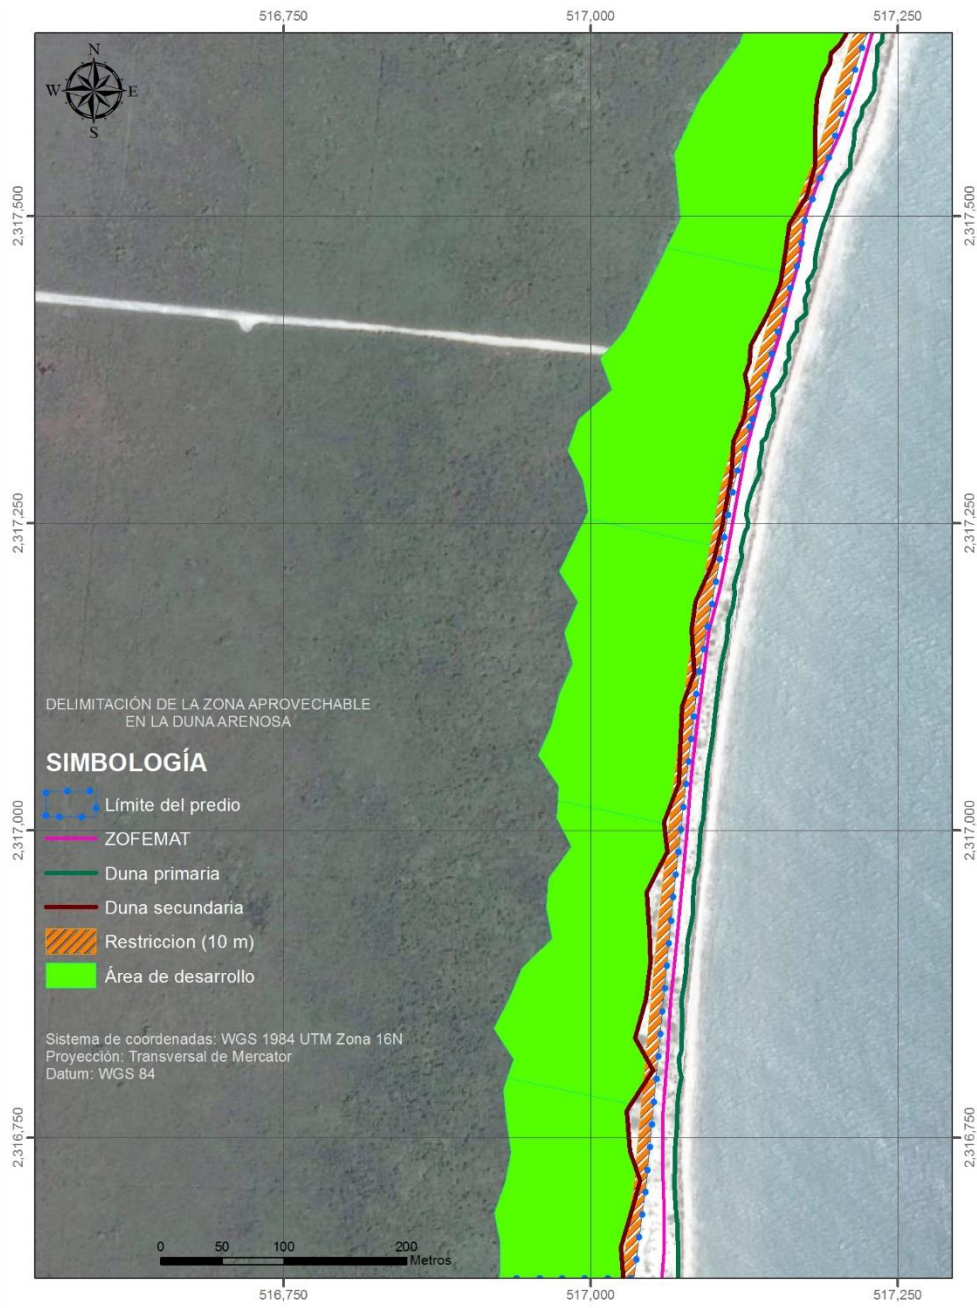 516,750 517,000 517,250
N
W E
S
2,317,500 2,317,500
2,317,250 2,317,250
DELIMITACIÓN DE LA ZONA APROVECHABLE
EN LA DUNA ARENOSA
SIMBOLOGÍA
Límite del predio
ZOFEMAT
2,317,000 2,317,000
Duna primaria
Duna secundaria
Restriccion (10 m)
Área de desarrollo
Sistema de coordenadas: WGS 1984 UTM Zona 16N
Proyección: Transversal de Mercator
Datum: WGS 84
2,316,750 2,316,750
0 50 100 200
Metros
516,750 517,000 517,250